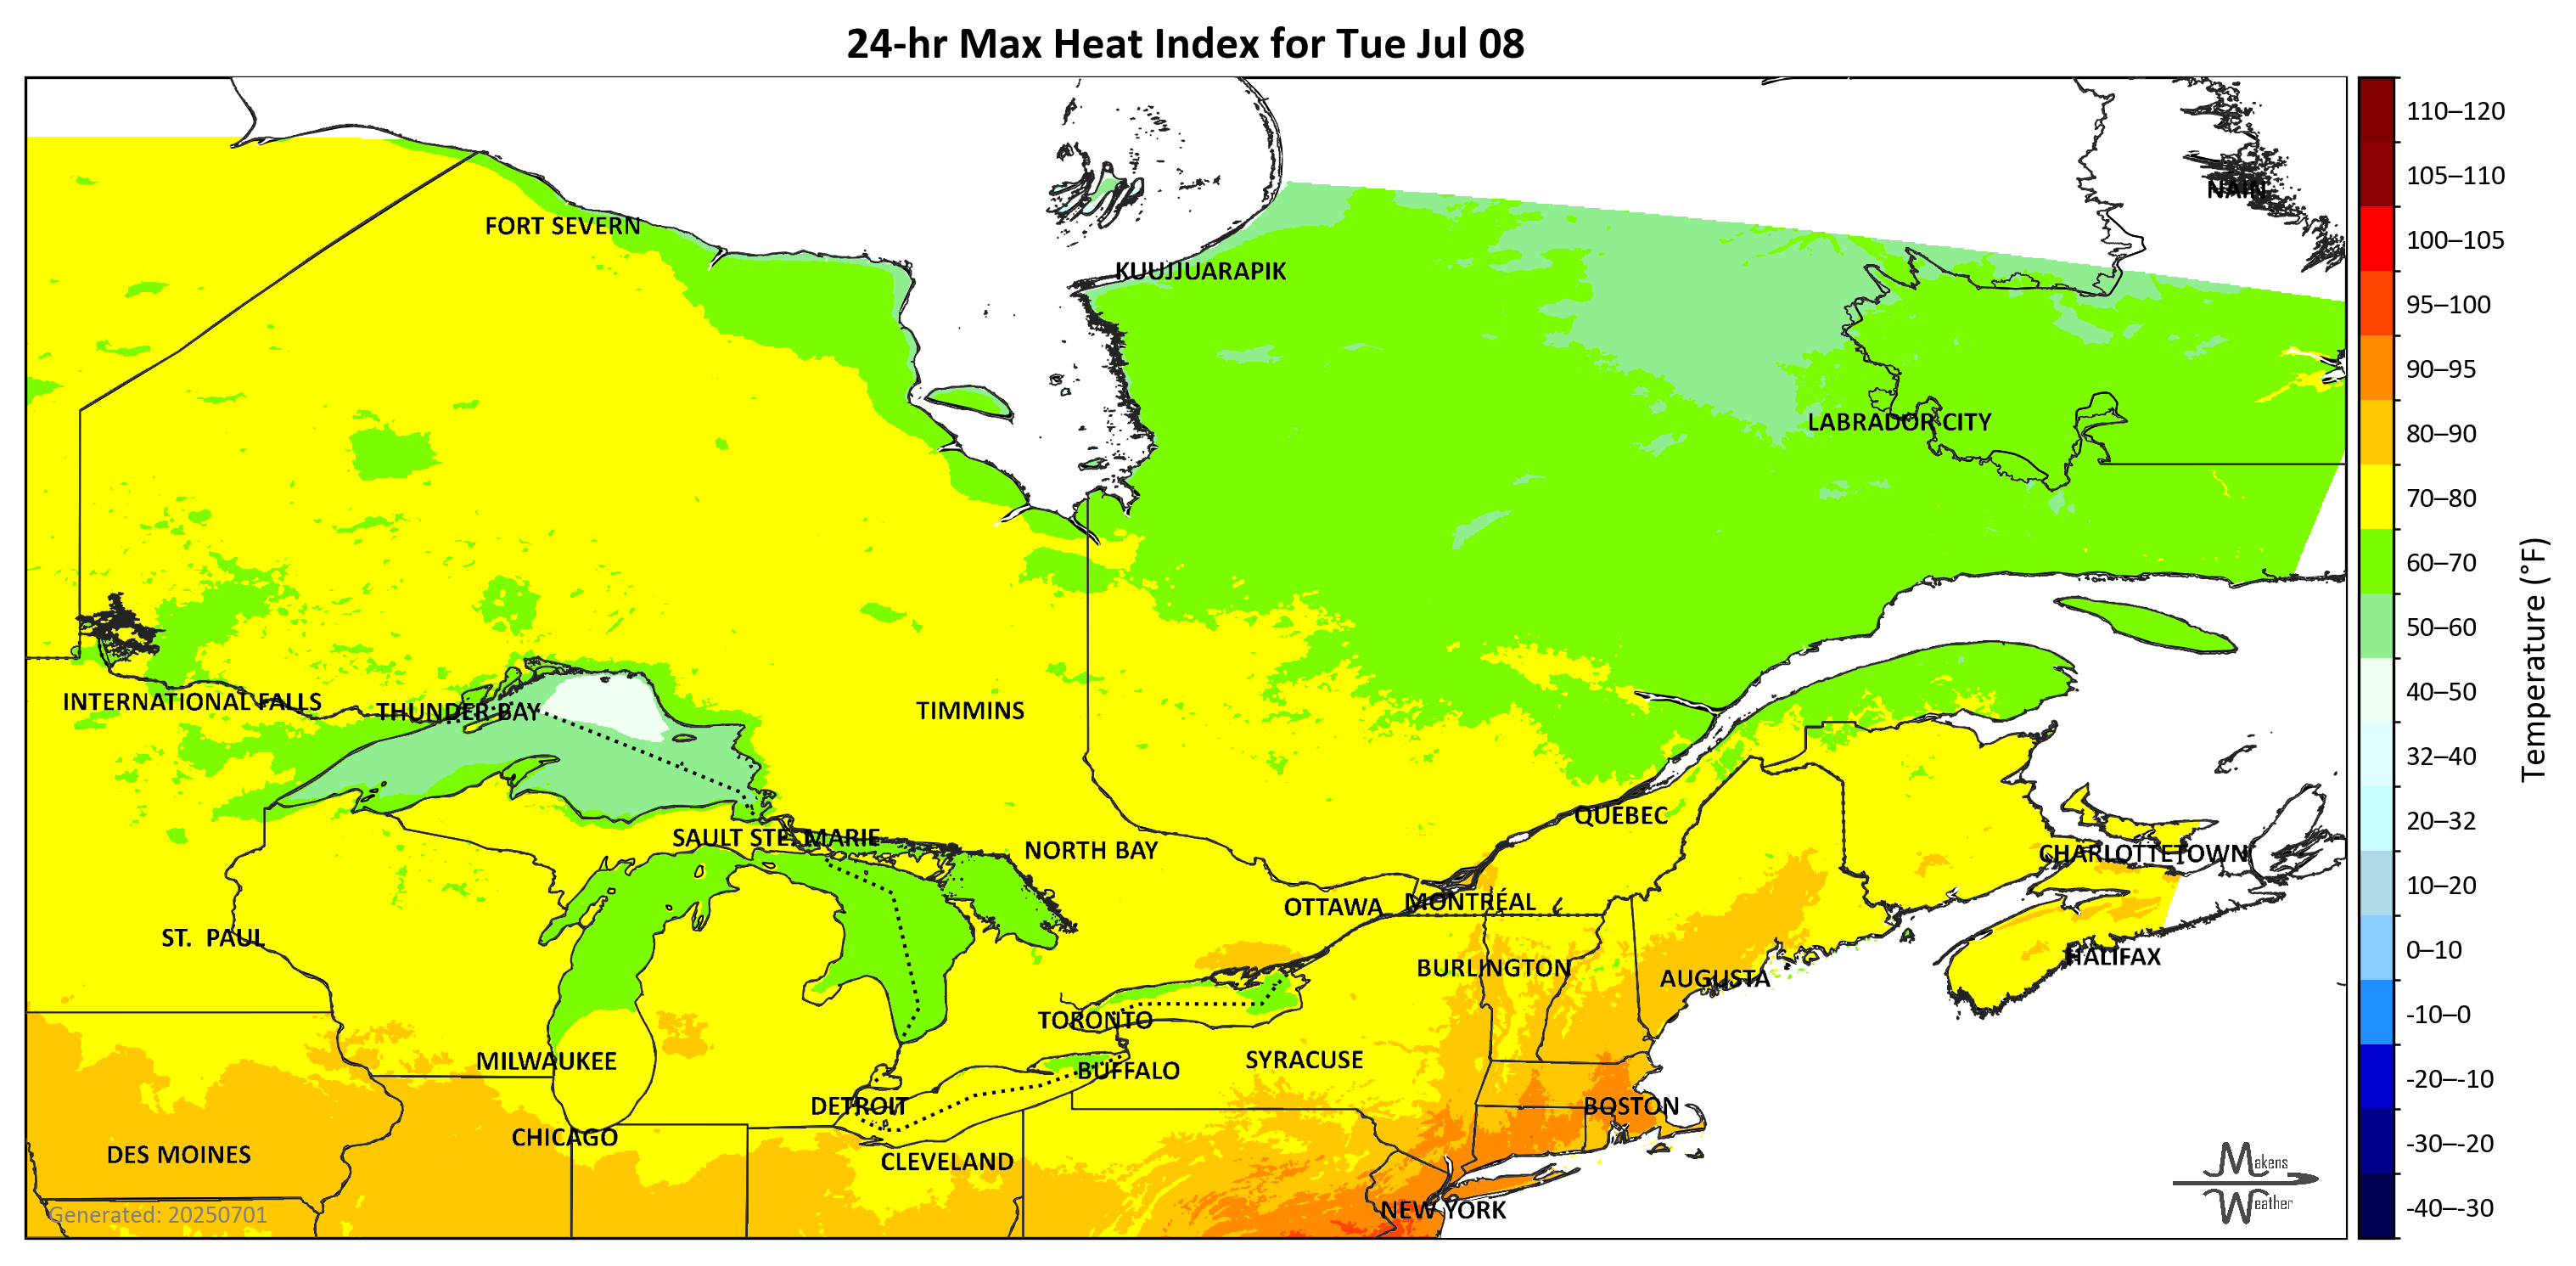 24-hr Max Heat Index for Tue Jul 08
NAIN
FORT SEVERN
KUUJJUARAPIK
LABRADOR CITY
INTERNATIONAL FALLS
THUNDER BAY
TIMMINS
SAULT STE. MARIE
NORTH BAY
QUÉBEC
CHARLOTTETOWN
OTTAWA
MONTRÉAL
ST. PAUL
HALIFAX
BURLINGTON
AUGUSTA
TORONTO
MILWAUKEE
BUFFALO
SYRACUSE
DETROIT
BOSTON
CHICAGO
DES MOINES
CLEVELAND
NEW YORK
Generated: 20250701
Makens
Weather
110–120
105–110
100–105
95–100
90–95
80–90
70–80
60–70
50–60
40–50
32–40
20–32
10–20
0–10
-10–0
-20–-10
-30–-20
-40–-30
Temperature (°F)